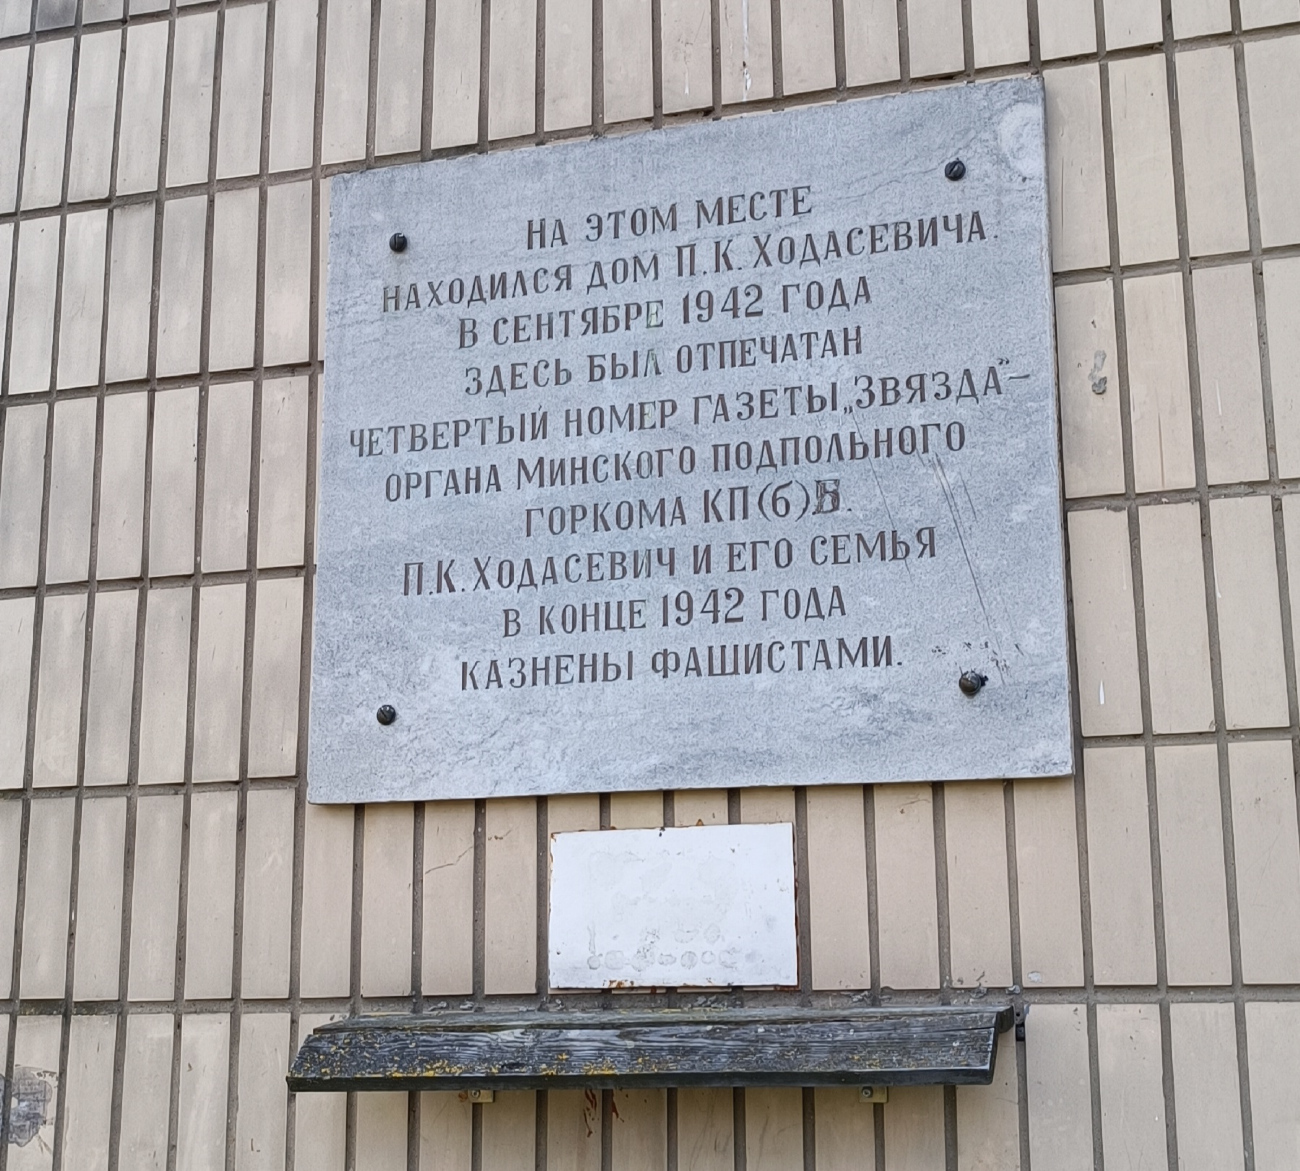 НА ЭТОМ МЕСТЕ
НАХОДИЛСЯ ДОМ П.К.ХОДАСЕВИЧА.
В СЕНТЯБРЕ 1942 ГОДА
ЗДЕСЬ БЫЛ ОТПЕЧАТАН
ЧЕТВЕРТЫЙ НОМЕР ГАЗЕТЫ „ЗВЯЗДА"–
ОРГАНА МИНСКОГО ПОДПОЛЬНОГО
ГОРКОМА КП(б)Б.
П.К.ХОДАСЕВИЧ И ЕГО СЕМЬЯ
В КОНЦЕ 1942 ГОДА
КАЗНЕНЫ ФАШИСТАМИ.